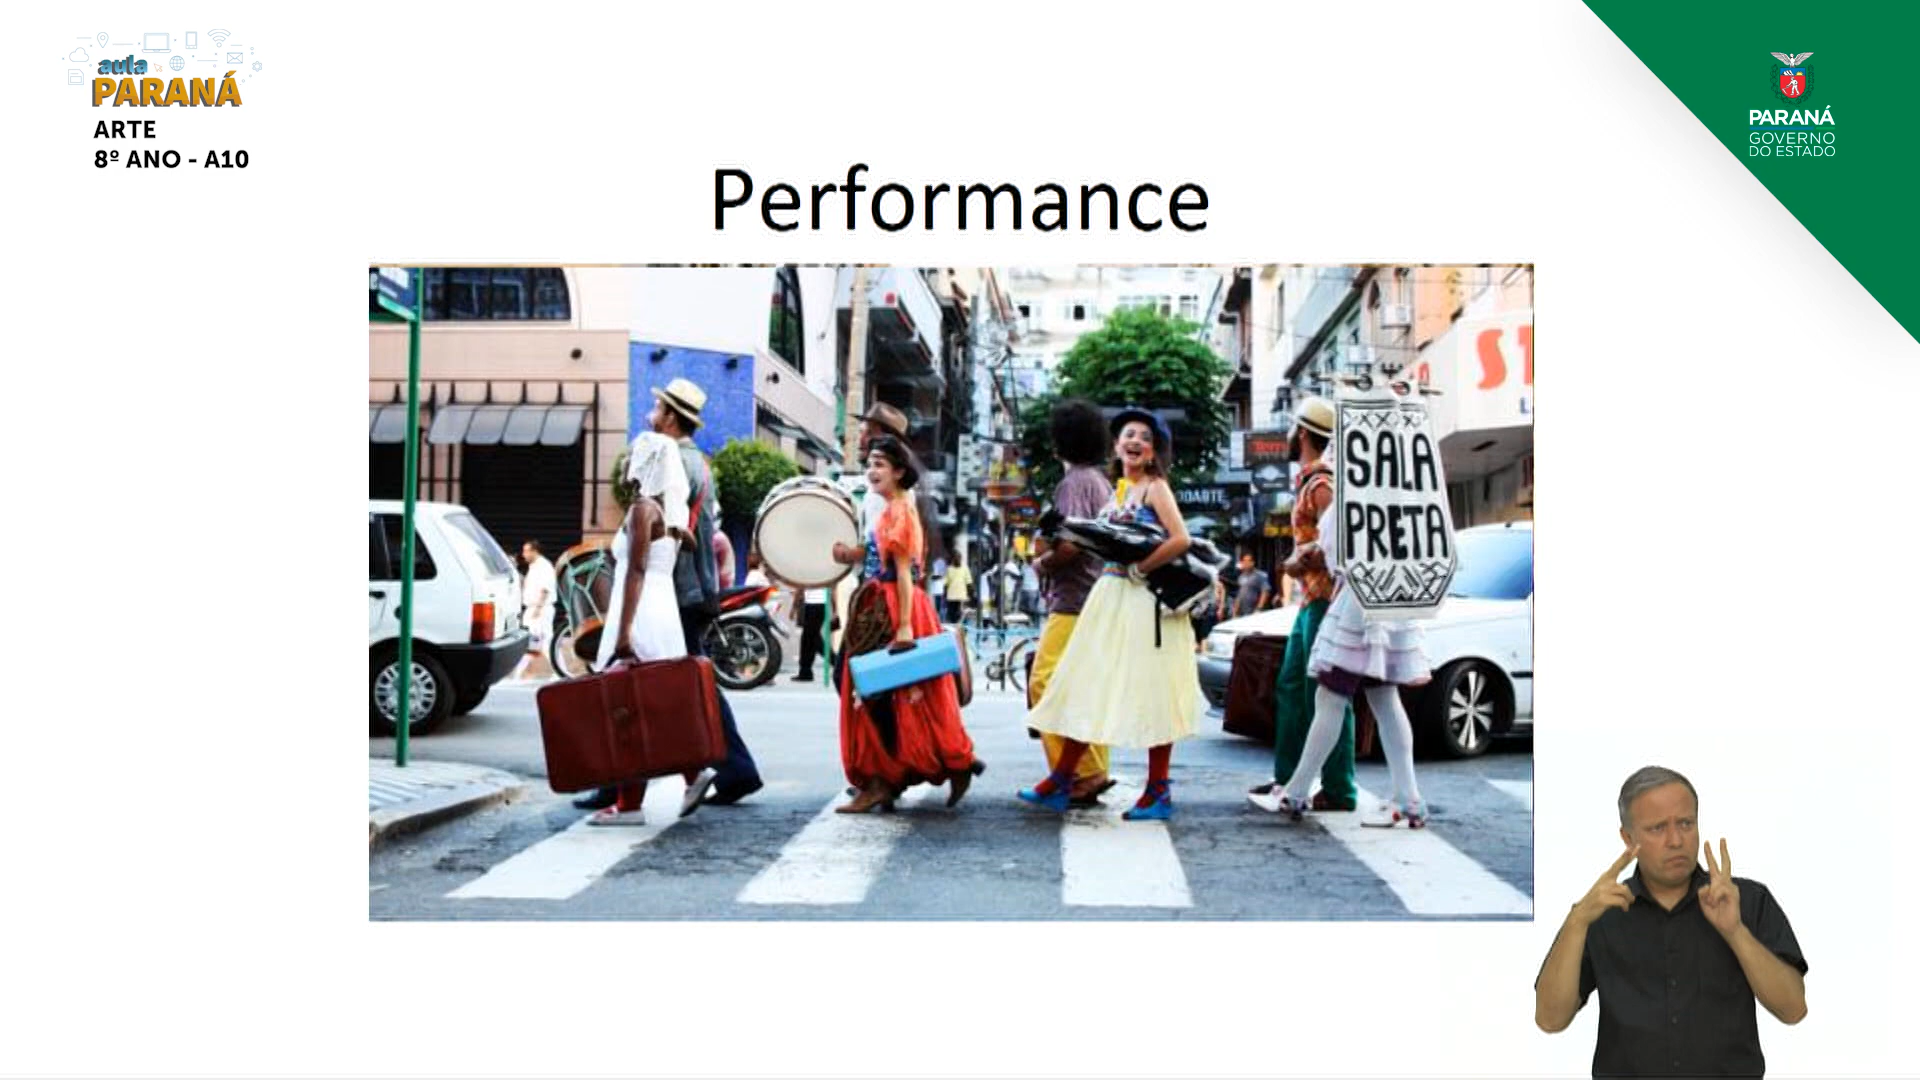 aula
PARANÁ
ARTE
8º ANO - A10
PARANÁ
GOVERNO
DO ESTADO
Performance
SALA
PRETA